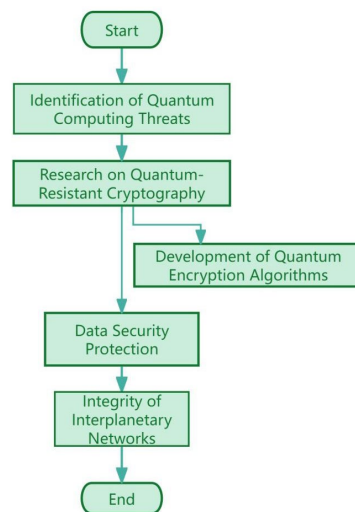 Start
Identification of Quantum
Computing Threats
Research on Quantum-
Resistant Cryptography
Development of Quantum
Encryption Algorithms
Data Security
Protection
Integrity of
Interplanetary
Networks
End